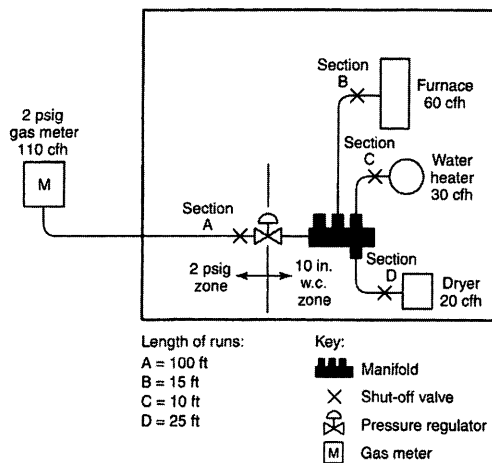 Section
B
Furnace
60 cfh
2 psig
gas meter
110 cfh
Section
C
Water
heater
30 cfh
M
Section
A
Section
D
2 psig
zone
10 in.
w.c.
zone
Dryer
20 cfh
Length of runs:
A = 100 ft
B = 15 ft
C = 10 ft
D = 25 ft
Key:
Manifold
Shut-off valve
Pressure regulator
M Gas meter